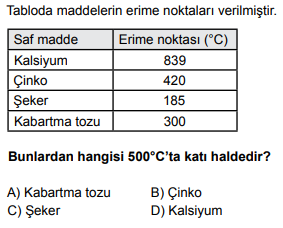 Tabloda maddelerin erime noktaları verilmiştir.
Saf madde Erime noktası (°C)
Kalsiyum 839
Çinko 420
Şeker 185
Kabartma tozu 300
Bunlardan hangisi 500°C'ta katı haldedir?
A) Kabartma tozu B) Çinko
C) Şeker D) Kalsiyum